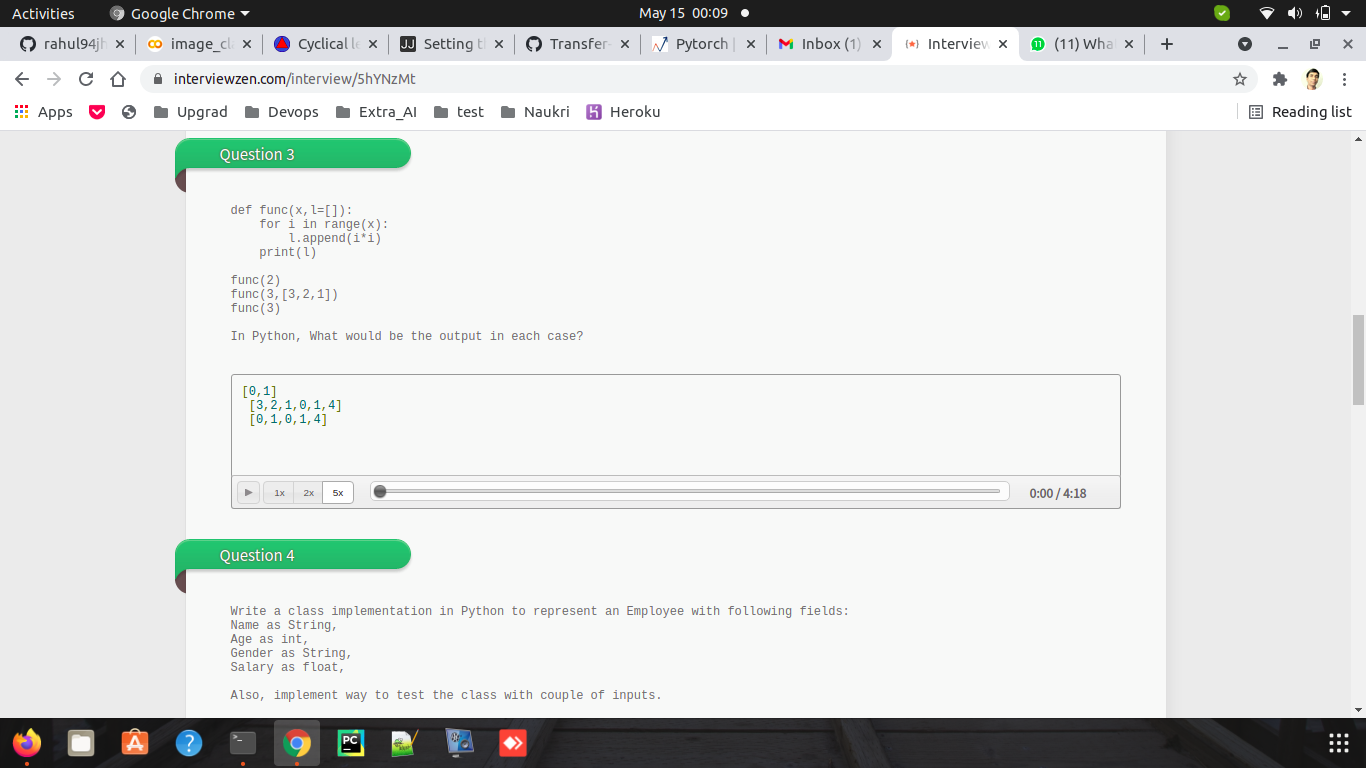 Activities Google Chrome May 15 00:09
rahul94jh image_cla Cyclical le Setting th Transfer- Pytorch | Inbox (1) Interview (11) Wha
interviewzen.com/interview/5hYNzMt
Apps Upgrad Devops Extra_AI test Naukri Heroku Reading list
Question 3
def func(x,l=[]):
    for i in range(x):
        l.append(i*i)
    print(l)
func(2)
func(3,[3,2,1])
func(3)
In Python, What would be the output in each case?
[0,1]
 [3,2,1,0,1,4]
 [0,1,0,1,4]
1x 2x 5x 0:00 / 4:18
Question 4
Write a class implementation in Python to represent an Employee with following fields:
Name as String,
Age as int,
Gender as String,
Salary as float,
Also, implement way to test the class with couple of inputs.